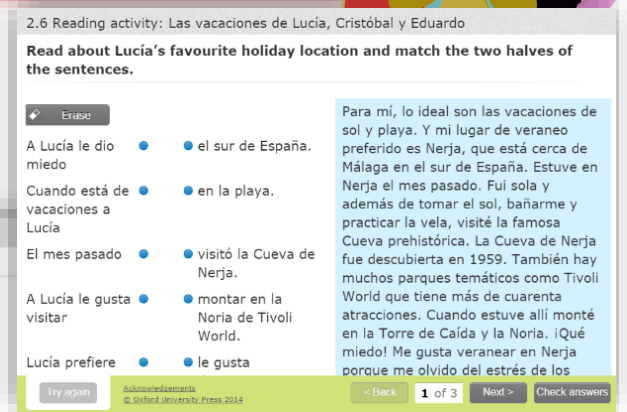 2.6 Reading activity: Las vacaciones de Lucía, Cristóbal y Eduardo
Read about Lucía's favourite holiday location and match the two halves of
the sentences.
Erase
A Lucía le dio
miedo
el sur de España.
Cuando está de
vacaciones a
Lucía
en la playa.
El mes pasado
visitó la Cueva de
Nerja.
A Lucía le gusta
visitar
montar en la
Noria de Tivoli
World.
Lucía prefiere
le gusta
Para mí, lo ideal son las vacaciones de
sol y playa. Y mi lugar de veraneo
preferido es Nerja, que está cerca de
Málaga en el sur de España. Estuve en
Nerja el mes pasado. Fui sola y
además de tomar el sol, bañarme y
practicar la vela, visité la famosa
Cueva prehistórica. La Cueva de Nerja
fue descubierta en 1959. También hay
muchos parques temáticos como Tivoli
World que tiene más de cuarenta
atracciones. Cuando estuve allí monté
en la Torre de Caída y la Noria. ¡Qué
miedo! Me gusta veranear en Nerja
porque me olvido del estrés de los
Try again
Acknowledgements
© Oxford University Press 2014
< Back
1 of 3
Next >
Check answers